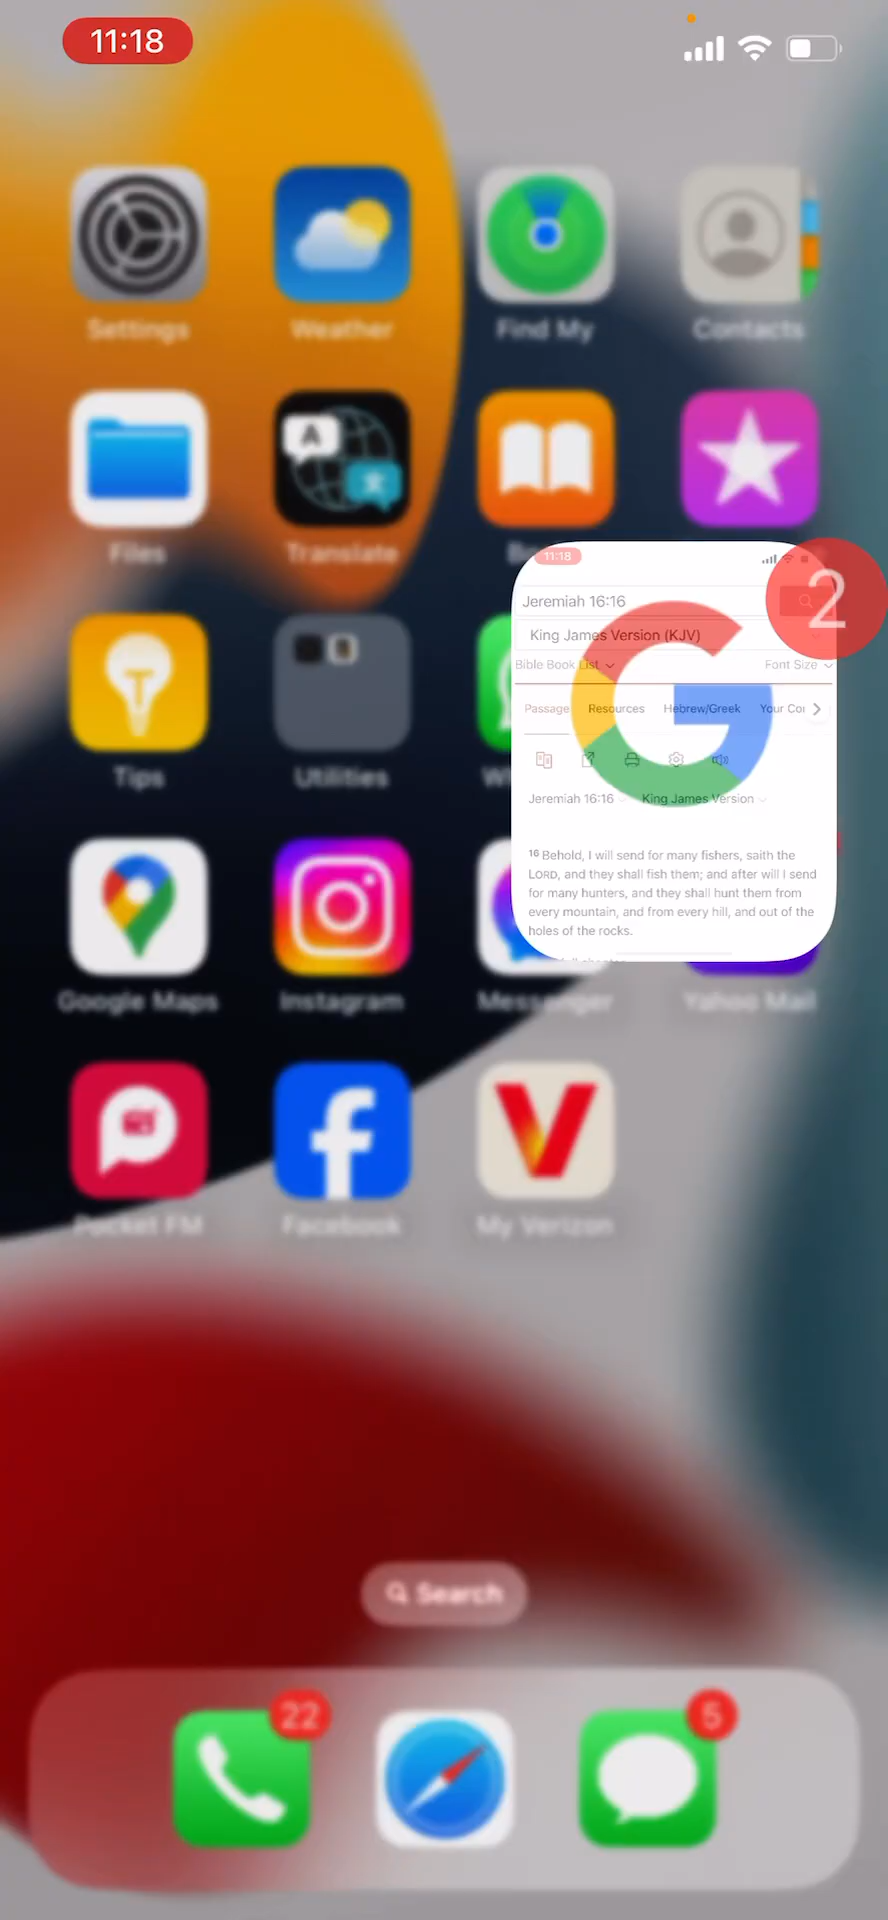 11:18
Settings
Weather
Find My
Contacts
A
Files
Translate
11:18
Jeremiah 16:16
2
King James Version (KJV)
Bible Book List
Font Size
Passage
Resources
Hebrew/Greek
Your
Jeremiah 16:16
King James Version
16 Behold, I will send for many fishers, saith the
LORD, and they shall fish them; and after will I send
for many hunters, and they shall hunt them from
every mountain, and from every hill, and out of the
holes of the rocks.
Tips
Utilities
Google Maps
Instagram
Messenger
Yahoo Mail
Pocket FM
Facebook
My Verizon
Search
22
5